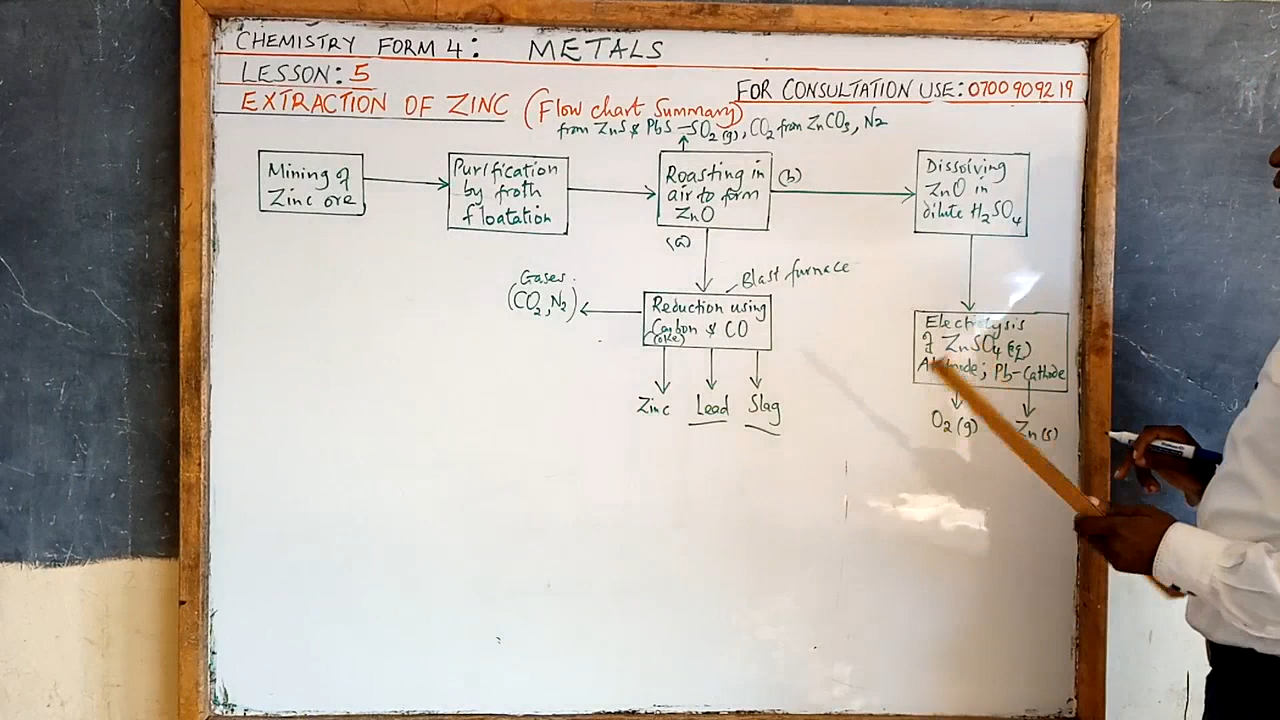 CHEMISTRY FORM 4: METALS
LESSON: 5
FOR CONSULTATION USE: 0700909219
EXTRACTION OF ZINC (Flow chart Summary)
from ZnS & PbS – SO2(g), CO2 from ZnCO3, N2
Mining of
Zinc ore
Purification
by froth
floatation
Roasting in
air to form
ZnO
(b)
Dissolving
ZnO in
dilute H2SO4
(a)
Blast furnace
Gases.
(CO2, N2)
Reduction using
Carbon & CO
(coke)
Zinc Lead Slag
Electrolysis
of ZnSO4
Pb-Cathode
O2(g) Zn(s)